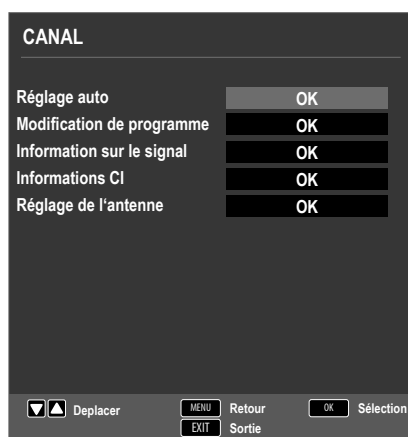 CANAL
Réglage auto OK
Modification de programme OK
Information sur le signal OK
Informations CI OK
Réglage de l‘antenne OK
Deplacer MENU Retour OK Sélection
EXIT Sortie